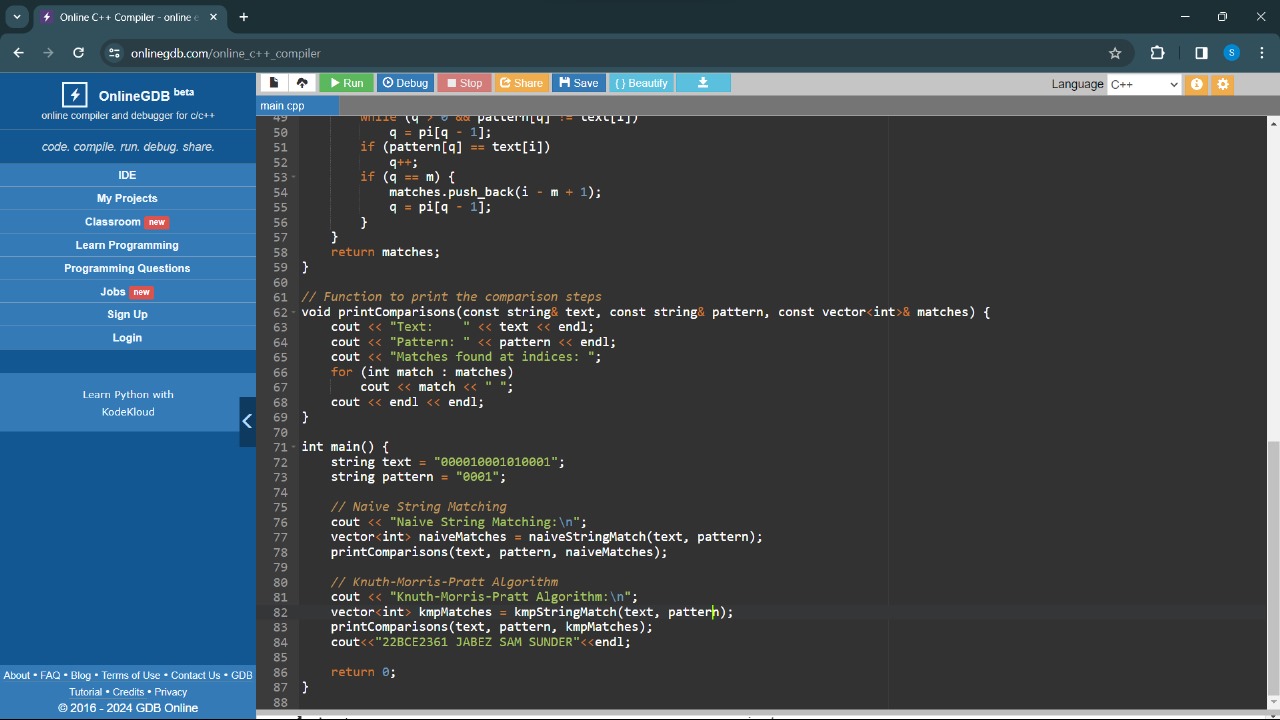 Online C++ Compiler - online e
onlinegdb.com/online_c++_compiler
S
OnlineGDB beta
online compiler and debugger for c/c++
code. compile. run. debug. share.
IDE
My Projects
Classroom new
Learn Programming
Programming Questions
Jobs new
Sign Up
Login
Learn Python with
KodeKloud
About • FAQ • Blog • Terms of Use • Contact Us • GDB
Tutorial • Credits • Privacy
© 2016 - 2024 GDB Online
Run Debug Stop Share Save { } Beautify Language C++
main.cpp
49 while (q > 0 && pattern[q] != text[i])
50 q = pi[q - 1];
51 if (pattern[q] == text[i])
52 q++;
53 if (q == m) {
54 matches.push_back(i - m + 1);
55 q = pi[q - 1];
56 }
57 }
58 return matches;
59 }
60
61 // Function to print the comparison steps
62 void printComparisons(const string& text, const string& pattern, const vector<int>& matches) {
63 cout << "Text:    " << text << endl;
64 cout << "Pattern: " << pattern << endl;
65 cout << "Matches found at indices: ";
66 for (int match : matches)
67 cout << match << " ";
68 cout << endl << endl;
69 }
70
71 int main() {
72 string text = "000010001010001";
73 string pattern = "0001";
74
75 // Naive String Matching
76 cout << "Naive String Matching:\n";
77 vector<int> naiveMatches = naiveStringMatch(text, pattern);
78 printComparisons(text, pattern, naiveMatches);
79
80 // Knuth-Morris-Pratt Algorithm
81 cout << "Knuth-Morris-Pratt Algorithm:\n";
82 vector<int> kmpMatches = kmpStringMatch(text, pattern);
83 printComparisons(text, pattern, kmpMatches);
84 cout<<"22BCE2361 JABEZ SAM SUNDER"<<endl;
85
86 return 0;
87 }
88